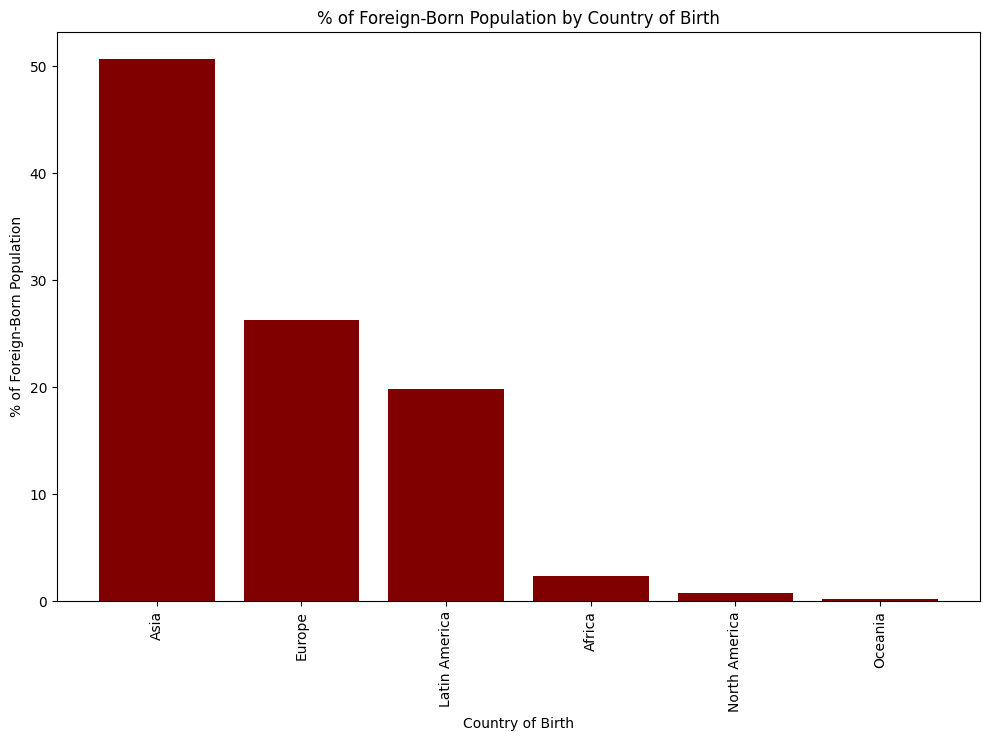 % of Foreign-Born Population by Country of Birth
% of Foreign-Born Population
50
40
30
20
10
0
Asia
Europe
Latin America
Africa
North America
Oceania
Country of Birth